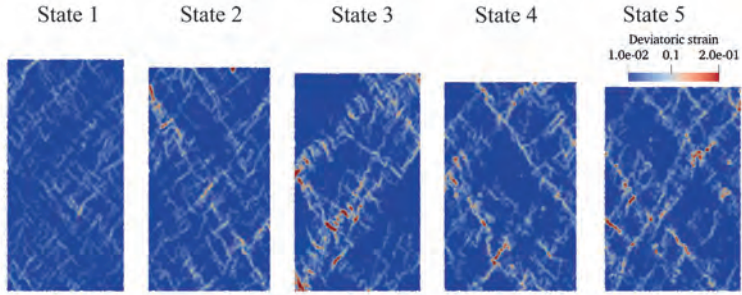 State 1 State 2 State 3 State 4 State 5
Deviatoric strain
1.0e-02 0.1 2.0e-01